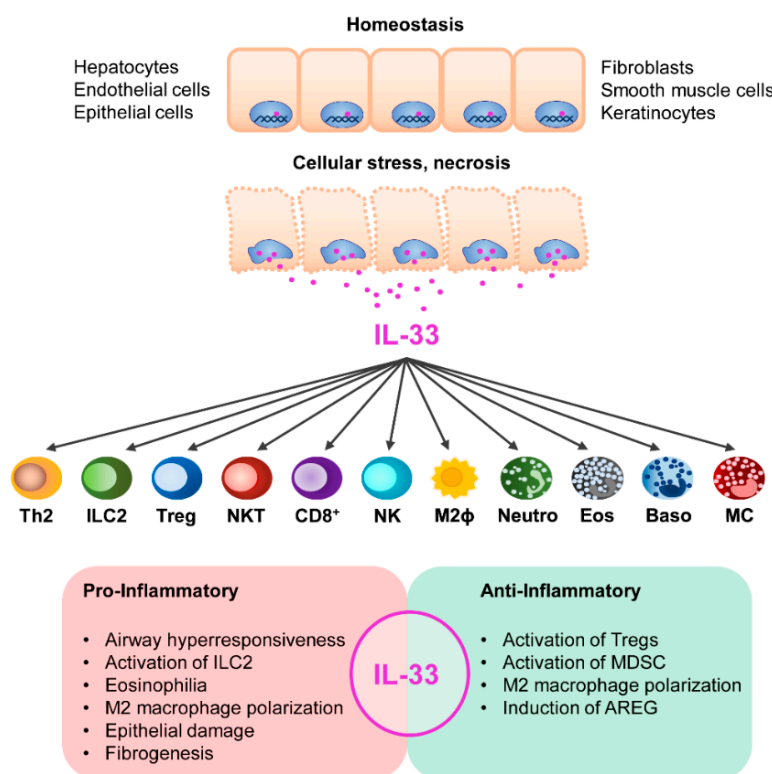 Homeostasis
Hepatocytes
Endothelial cells
Epithelial cells
Fibroblasts
Smooth muscle cells
Keratinocytes
Cellular stress, necrosis
IL-33
Th2 ILC2 Treg NKT CD8⁺ NK M2ϕ Neutro Eos Baso MC
Pro-Inflammatory
• Airway hyperresponsiveness
• Activation of ILC2
• Eosinophilia
• M2 macrophage polarization
• Epithelial damage
• Fibrogenesis
IL-33
Anti-Inflammatory
• Activation of Tregs
• Activation of MDSC
• M2 macrophage polarization
• Induction of AREG